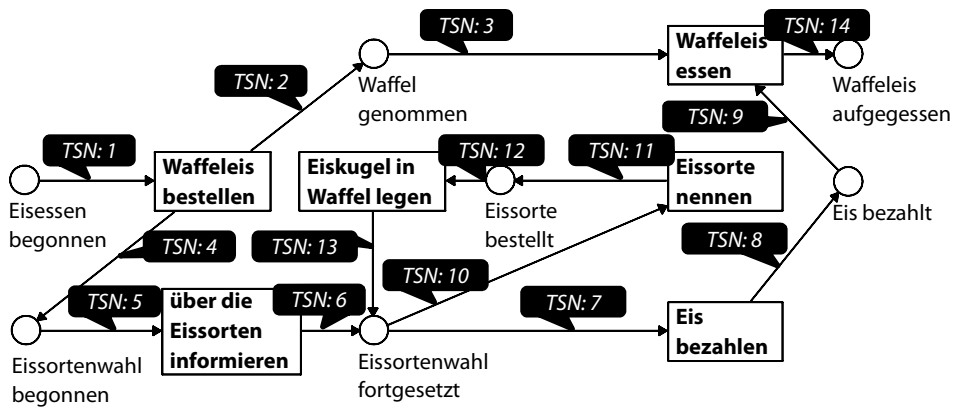 TSN: 3
TSN: 14
Waffeleis
essen
TSN: 2
Waffel
genommen
Waffeleis
aufgegessen
TSN: 9
TSN: 1
Waffeleis
bestellen
Eiskugel in
Waffel legen
TSN: 12
TSN: 11
Eissorte
nennen
Eisessen
begonnen
Eissorte
bestellt
Eis bezahlt
TSN: 4
TSN: 13
TSN: 10
TSN: 8
TSN: 5
über die
Eissorten
informieren
TSN: 6
TSN: 7
Eis
bezahlen
Eissortenwahl
begonnen
Eissortenwahl
fortgesetzt